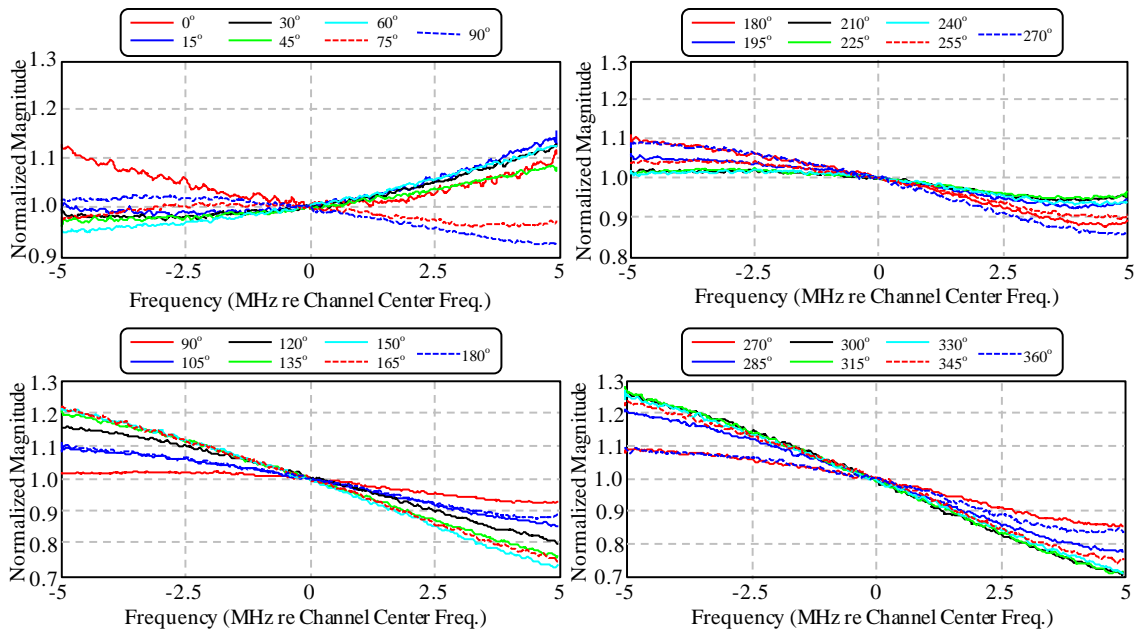 0° 30° 60° 90°
15° 45° 75°
Normalized Magnitude
1.3
1.2
1.1
1.0
0.9
-5 -2.5 0 2.5 5
Frequency (MHz re Channel Center Freq.)
180° 210° 240° 270°
195° 225° 255°
Normalized Magnitude
1.3
1.2
1.1
1.0
0.9
0.8
-5 -2.5 0 2.5 5
Frequency (MHz re Channel Center Freq.)
90° 120° 150° 180°
105° 135° 165°
Normalized Magnitude
1.3
1.2
1.1
1.0
0.9
0.8
0.7
-5 -2.5 0 2.5 5
Frequency (MHz re Channel Center Freq.)
270° 300° 330° 360°
285° 315° 345°
Normalized Magnitude
1.3
1.2
1.1
1.0
0.9
0.8
0.7
-5 -2.5 0 2.5 5
Frequency (MHz re Channel Center Freq.)